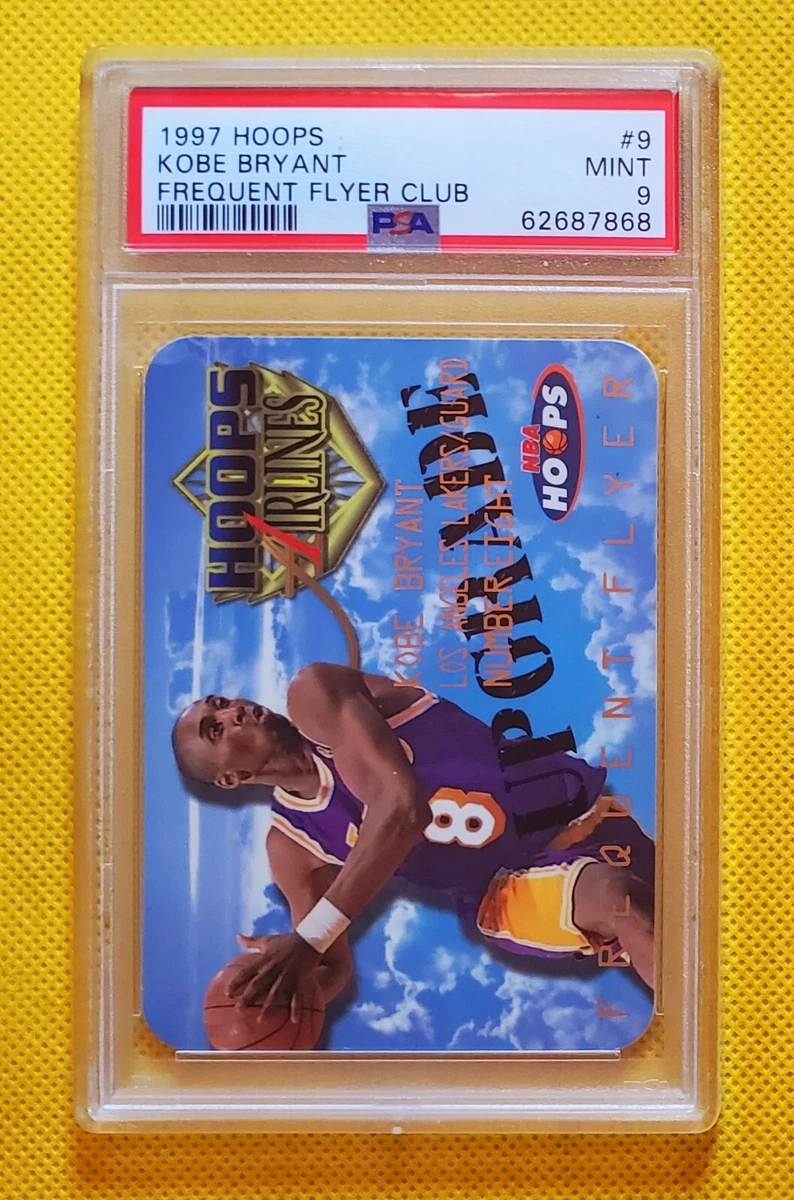 1997 HOOPS #9
KOBE BRYANT MINT
FREQUENT FLYER CLUB 9
PSA 62687868
HOOPS
AIRLINES
KOBE BRYANT
LOS ANGELES LAKERS/GUARD
NUMBER EIGHT
UPGRADE
NBA
HOOPS
8
FREQUENT FLYER